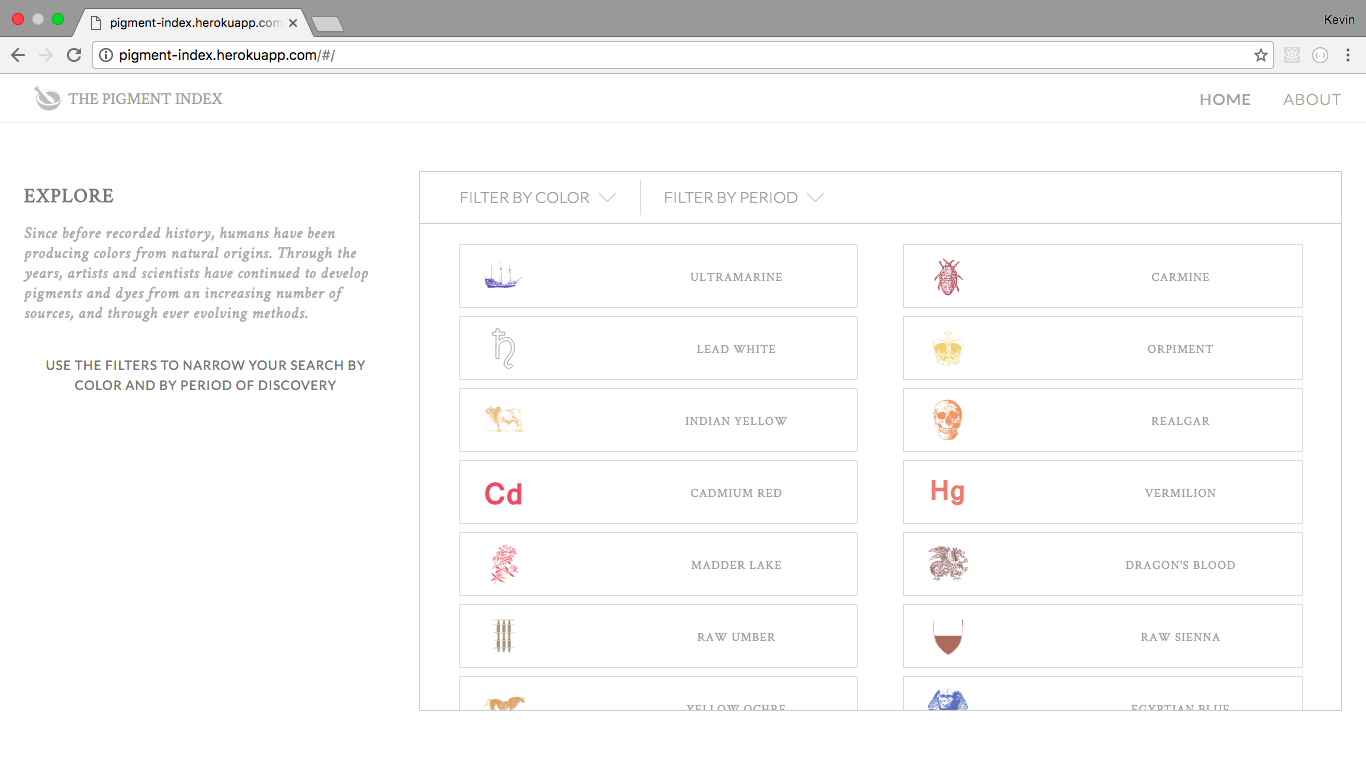 pigment-index.herokuapp.com
Kevin
pigment-index.herokuapp.com/#/
THE PIGMENT INDEX
HOME
ABOUT
EXPLORE
Since before recorded history, humans have been
producing colors from natural origins. Through the
years, artists and scientists have continued to develop
pigments and dyes from an increasing number of
sources, and through ever evolving methods.
USE THE FILTERS TO NARROW YOUR SEARCH BY
COLOR AND BY PERIOD OF DISCOVERY
FILTER BY COLOR
FILTER BY PERIOD
ULTRAMARINE
CARMINE
LEAD WHITE
ORPIMENT
INDIAN YELLOW
REALGAR
Cd
CADMIUM RED
Hg
VERMILION
MADDER LAKE
DRAGON'S BLOOD
RAW UMBER
RAW SIENNA
YELLOW OCHRE
EGYPTIAN BLUE